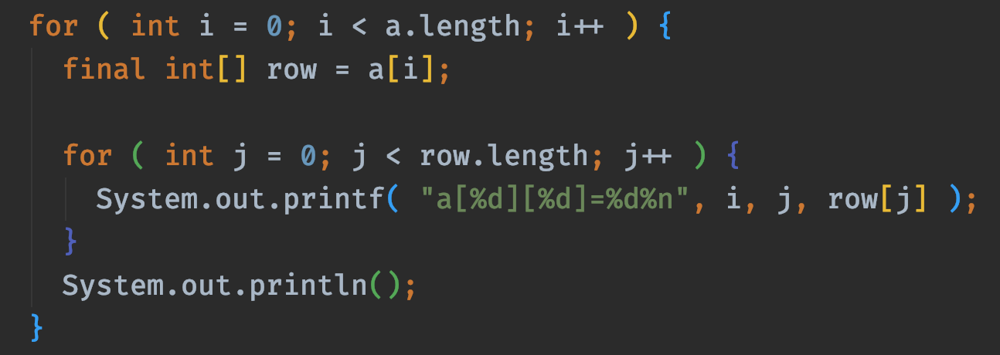 for ( int i = 0; i < a.length; i++ ) {
  final int[] row = a[i];

  for ( int j = 0; j < row.length; j++ ) {
    System.out.printf( "a[%d][%d]=%d%n", i, j, row[j] );
  }
  System.out.println();
}